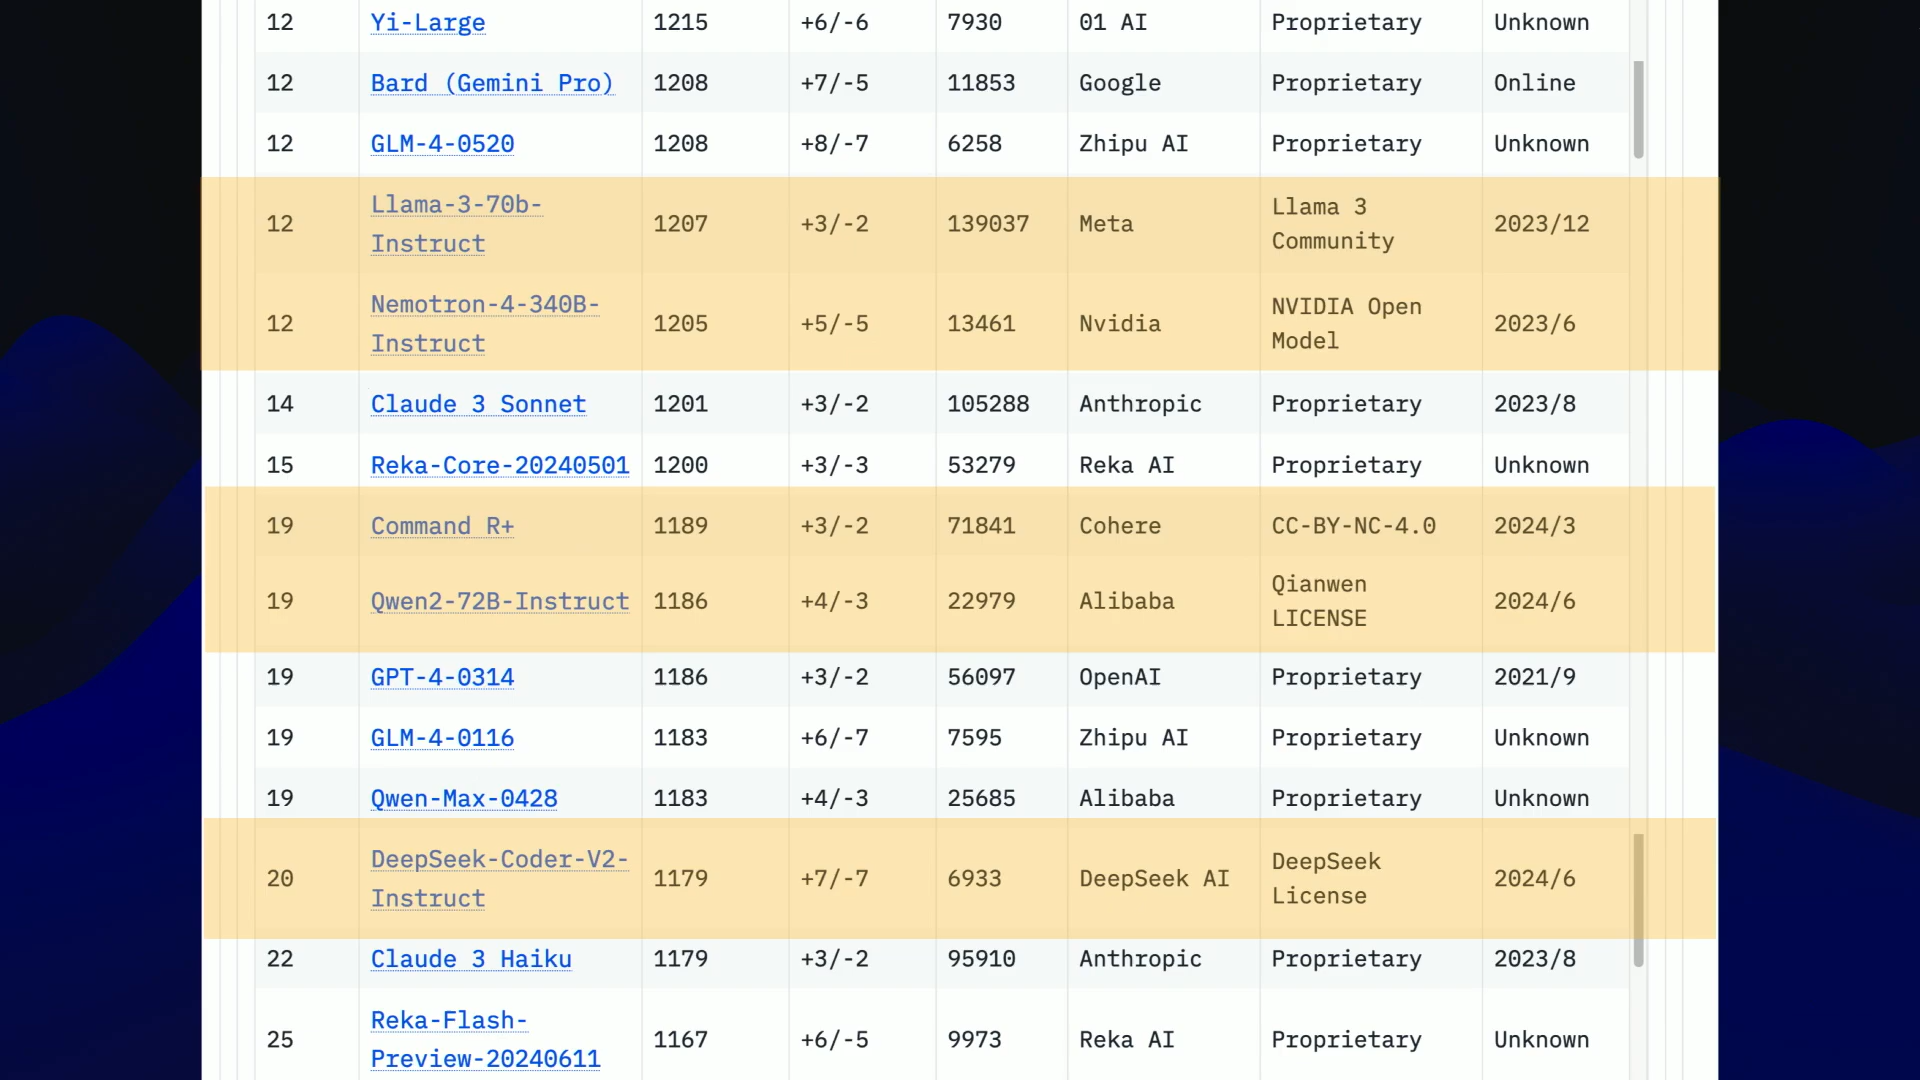 12 Yi-Large 1215 +6/-6 7930 01 AI Proprietary Unknown
12 Bard (Gemini Pro) 1208 +7/-5 11853 Google Proprietary Online
12 GLM-4-0520 1208 +8/-7 6258 Zhipu AI Proprietary Unknown
12 Llama-3-70b-
Instruct 1207 +3/-2 139037 Meta Llama 3
Community 2023/12
12 Nemotron-4-340B-
Instruct 1205 +5/-5 13461 Nvidia NVIDIA Open
Model 2023/6
14 Claude 3 Sonnet 1201 +3/-2 105288 Anthropic Proprietary 2023/8
15 Reka-Core-20240501 1200 +3/-3 53279 Reka AI Proprietary Unknown
19 Command R+ 1189 +3/-2 71841 Cohere CC-BY-NC-4.0 2024/3
19 Qwen2-72B-Instruct 1186 +4/-3 22979 Alibaba Qianwen
LICENSE 2024/6
19 GPT-4-0314 1186 +3/-2 56097 OpenAI Proprietary 2021/9
19 GLM-4-0116 1183 +6/-7 7595 Zhipu AI Proprietary Unknown
19 Qwen-Max-0428 1183 +4/-3 25685 Alibaba Proprietary Unknown
20 DeepSeek-Coder-V2-
Instruct 1179 +7/-7 6933 DeepSeek AI DeepSeek
License 2024/6
22 Claude 3 Haiku 1179 +3/-2 95910 Anthropic Proprietary 2023/8
25 Reka-Flash-
Preview-20240611 1167 +6/-5 9973 Reka AI Proprietary Unknown